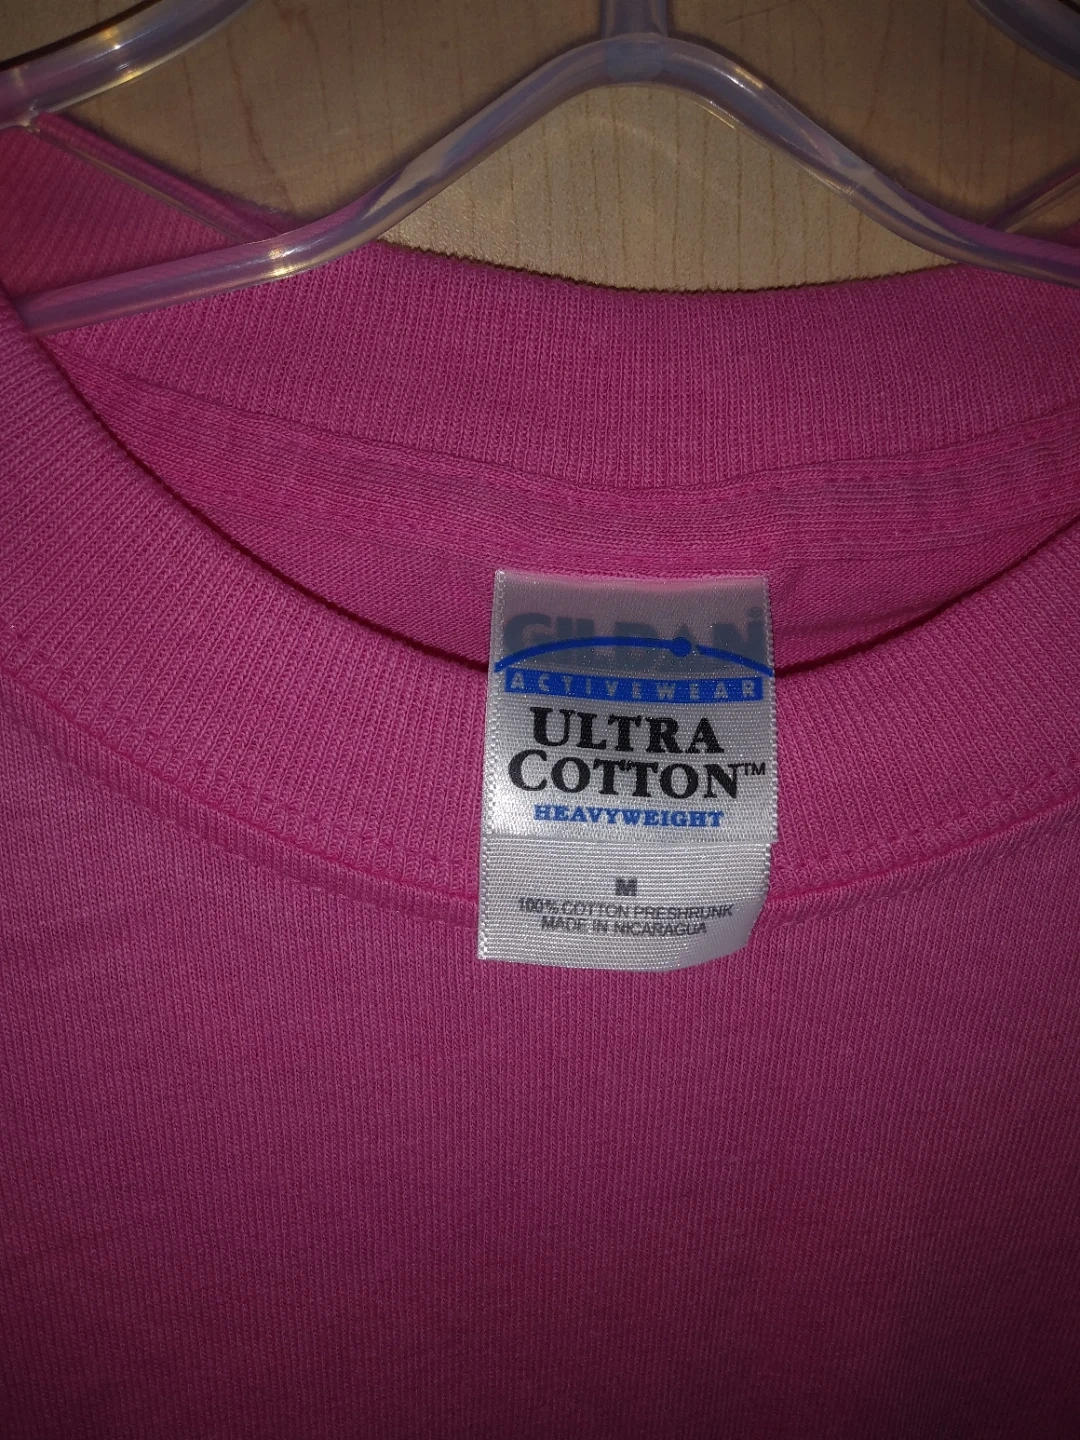 GILDAN
ACTIVEWEAR
ULTRA
COTTON™
HEAVYWEIGHT
M
100% COTTON PRESHRUNK
MADE IN NICARAGUA